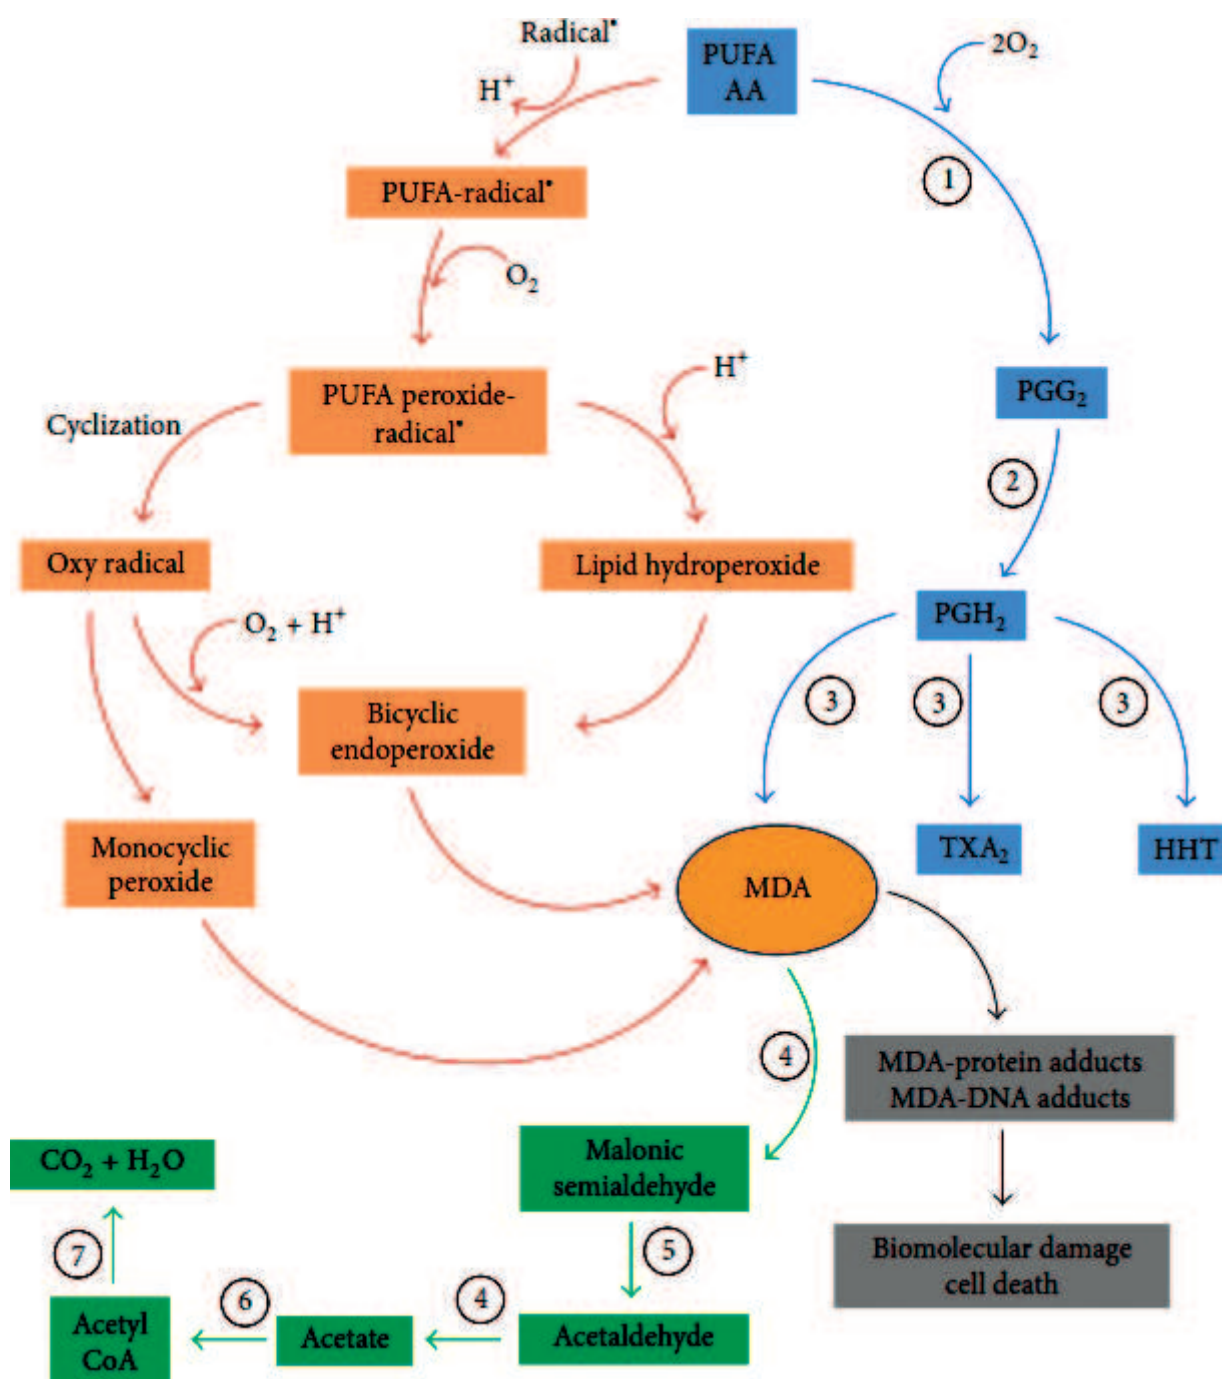 Radical•
H⁺
PUFA
AA
2O₂
PUFA-radical•
1
O₂
PUFA peroxide-
radical•
H⁺
Cyclization
PGG₂
2
Oxy radical
Lipid hydroperoxide
O₂ + H⁺
PGH₂
3
3
3
Bicyclic
endoperoxide
Monocyclic
peroxide
MDA
TXA₂
HHT
4
MDA-protein adducts
MDA-DNA adducts
CO₂ + H₂O
Malonic
semialdehyde
7
5
Biomolecular damage
cell death
6
4
Acetyl
CoA
Acetate
Acetaldehyde